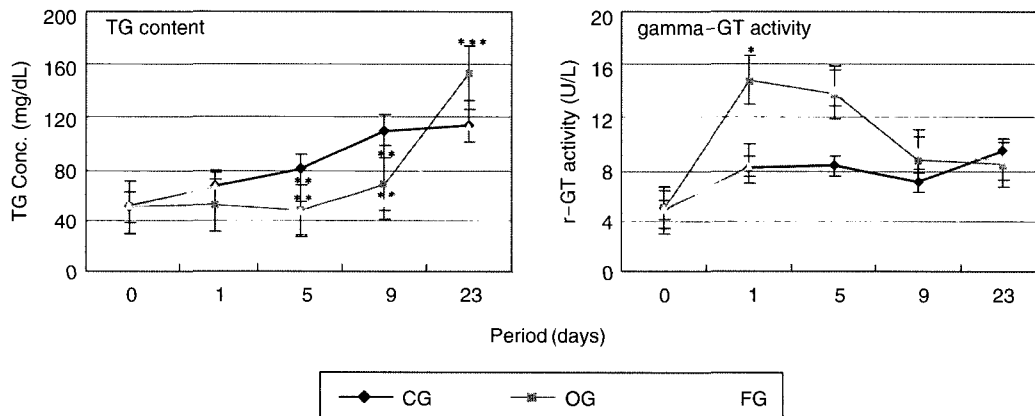 TG content
TG Conc. (mg/dL)
200
160
120
80
40
0
***
**
**
**
**
0 1 5 9 23
gamma-GT activity
r-GT activity (U/L)
20
16
12
8
4
0
*
0 1 5 9 23
Period (days)
CG OG FG